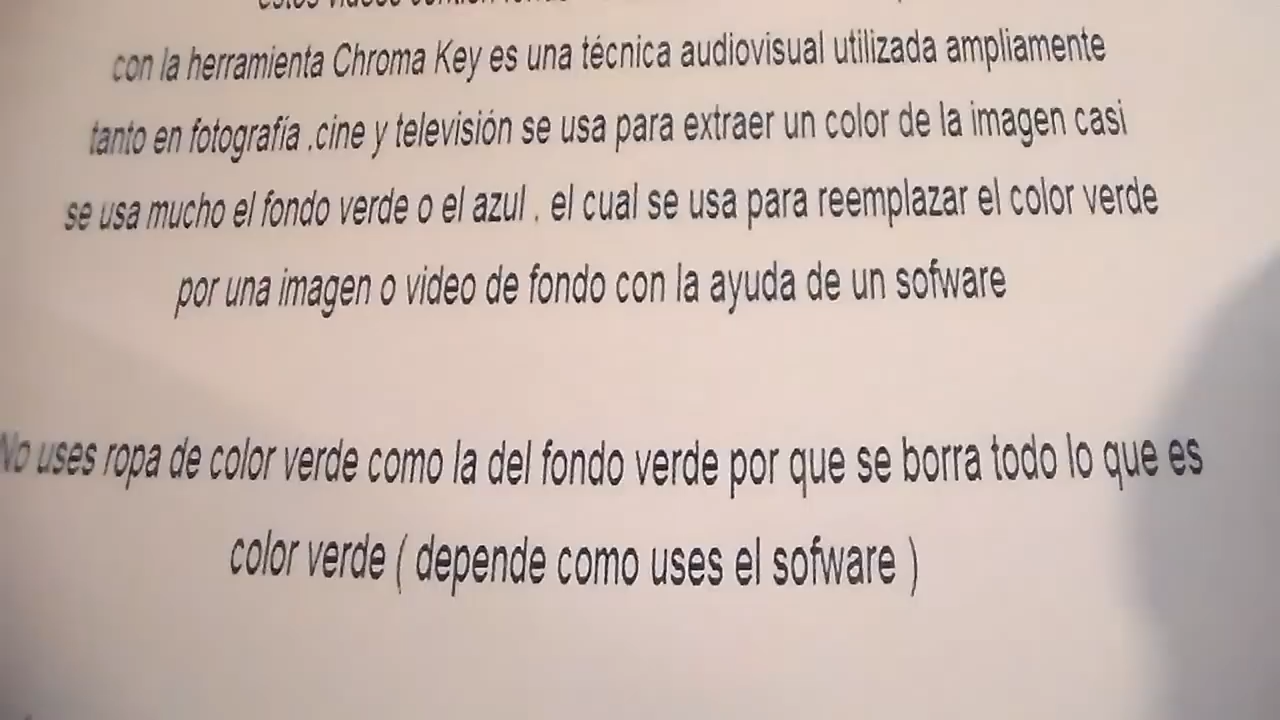 con la herramienta Chroma Key es una técnica audiovisual utilizada ampliamente
tanto en fotografía .cine y televisión se usa para extraer un color de la imagen casi
se usa mucho el fondo verde o el azul . el cual se usa para reemplazar el color verde
por una imagen o video de fondo con la ayuda de un sofware
No uses ropa de color verde como la del fondo verde por que se borra todo lo que es
color verde ( depende como uses el sofware )